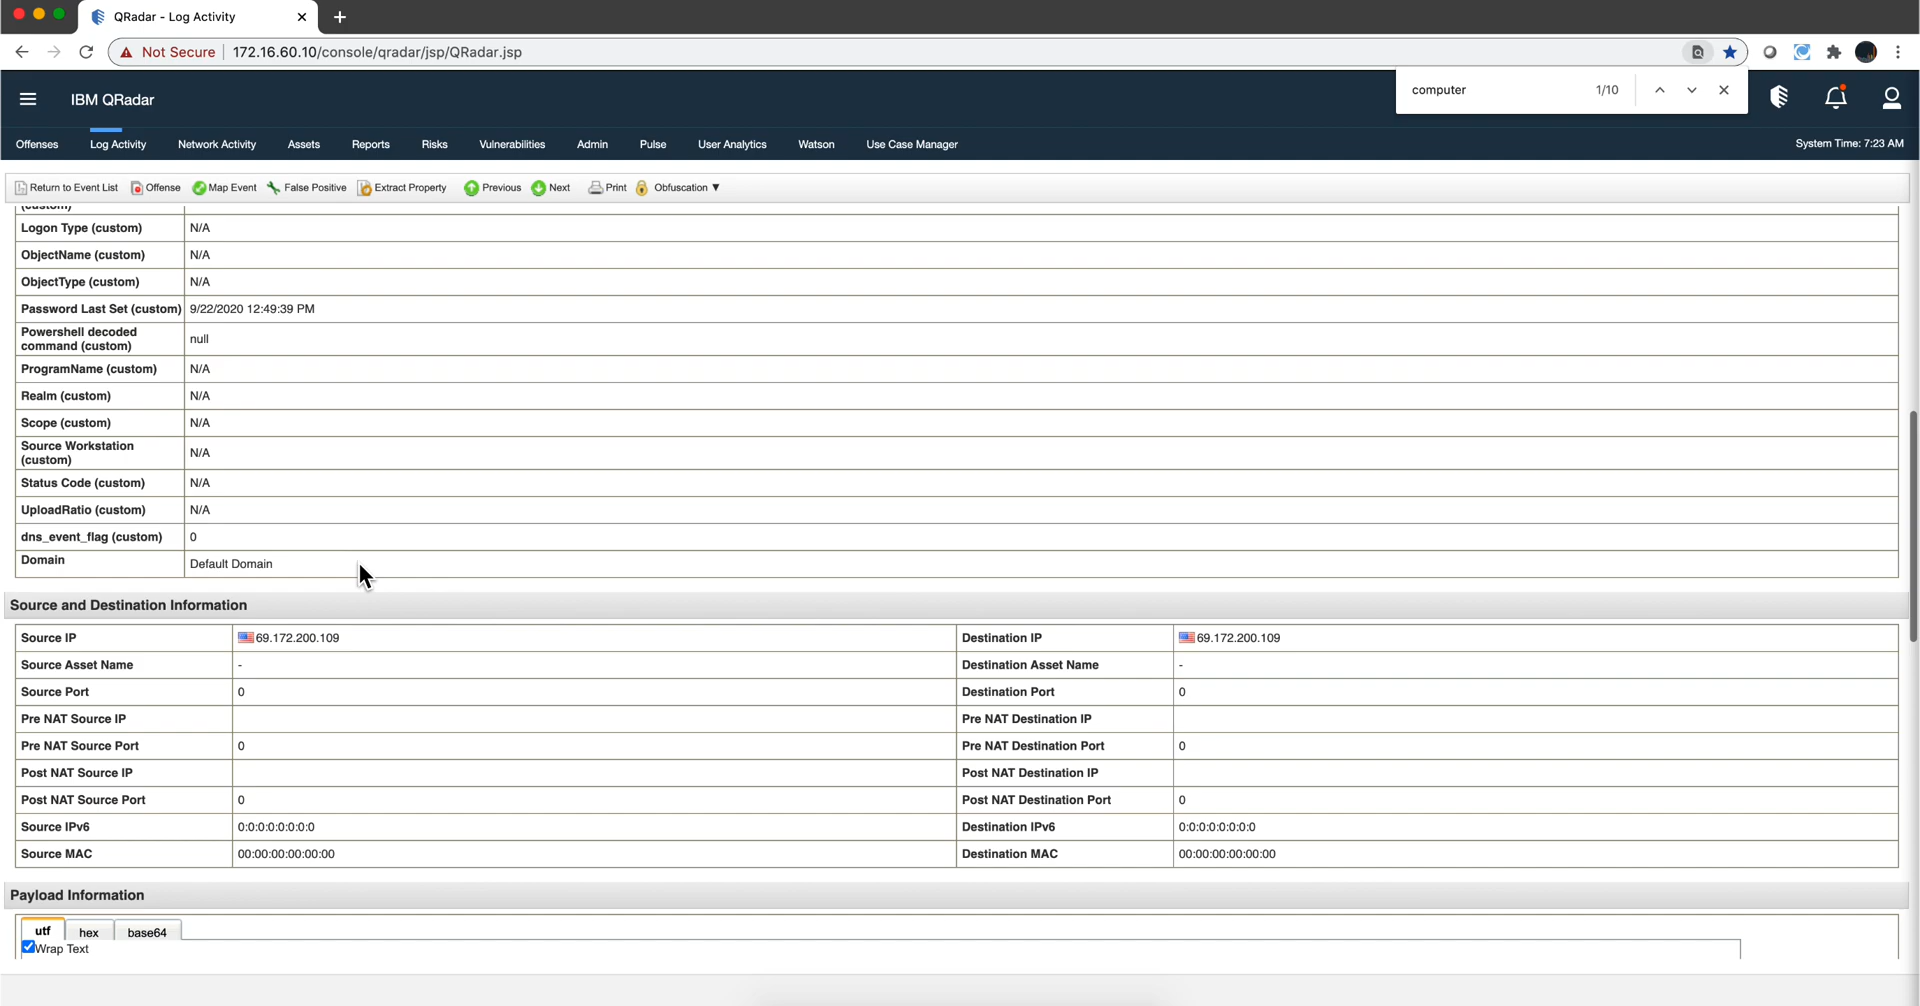 QRadar - Log Activity
Not Secure 172.16.60.10/console/qradar/jsp/QRadar.jsp
computer 1/10
IBM QRadar
Offenses Log Activity Network Activity Assets Reports Risks Vulnerabilities Admin Pulse User Analytics Watson Use Case Manager System Time: 7:23 AM
Return to Event List Offense Map Event False Positive Extract Property Previous Next Print Obfuscation ▼
(custom)
Logon Type (custom) N/A
ObjectName (custom) N/A
ObjectType (custom) N/A
Password Last Set (custom) 9/22/2020 12:49:39 PM
Powershell decoded
command (custom) null
ProgramName (custom) N/A
Realm (custom) N/A
Scope (custom) N/A
Source Workstation
(custom) N/A
Status Code (custom) N/A
UploadRatio (custom) N/A
dns_event_flag (custom) 0
Domain Default Domain
Source and Destination Information
Source IP 69.172.200.109 Destination IP 69.172.200.109
Source Asset Name - Destination Asset Name -
Source Port 0 Destination Port 0
Pre NAT Source IP Pre NAT Destination IP
Pre NAT Source Port 0 Pre NAT Destination Port 0
Post NAT Source IP Post NAT Destination IP
Post NAT Source Port 0 Post NAT Destination Port 0
Source IPv6 0:0:0:0:0:0:0:0 Destination IPv6 0:0:0:0:0:0:0:0
Source MAC 00:00:00:00:00:00 Destination MAC 00:00:00:00:00:00
Payload Information
utf hex base64
Wrap Text